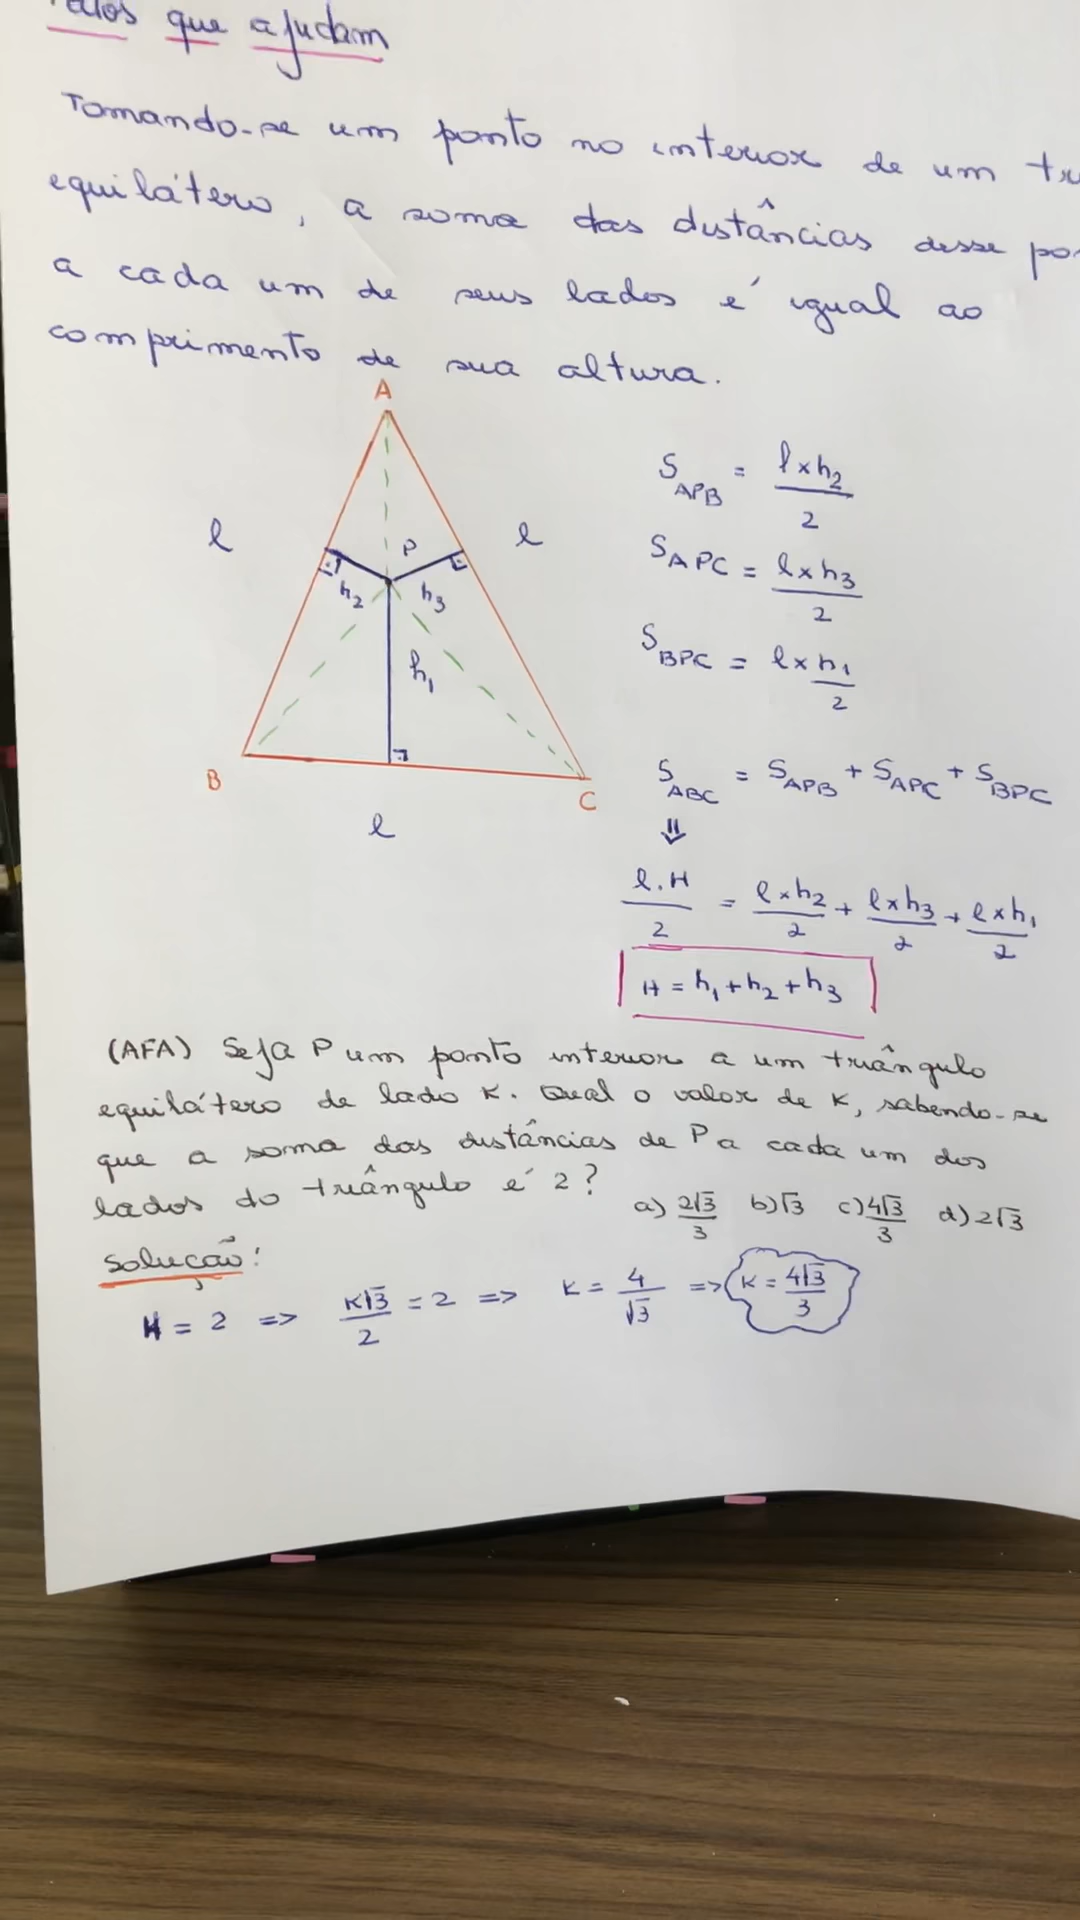 que ajudam
Tomando-se um ponto no interior de um
equilátero, a soma das distâncias desse
a cada um de seus lados é igual ao
comprimento de sua altura.
A
l
l
P
h₂
h₃
h₁
B
C
l
S_APB = l×h₂/2
S_APC = l×h₃/2
S_BPC = l×h₁/2
S_ABC = S_APB + S_APC + S_BPC
⇓
l.H/2 = l×h₂/2 + l×h₃/2 + l×h₁/2
H = h₁ + h₂ + h₃
(AFA) Seja P um ponto interior a um triângulo
equilátero de lado K. Qual o valor de K, sabendo-se
que a soma das distâncias de P a cada um dos
lados do triângulo é 2?
a) 2√3/3 b) √3 c) 4√3/3 d) 2√3
Solução:
H = 2 => K√3/2 = 2 => K = 4/√3 => K = 4√3/3